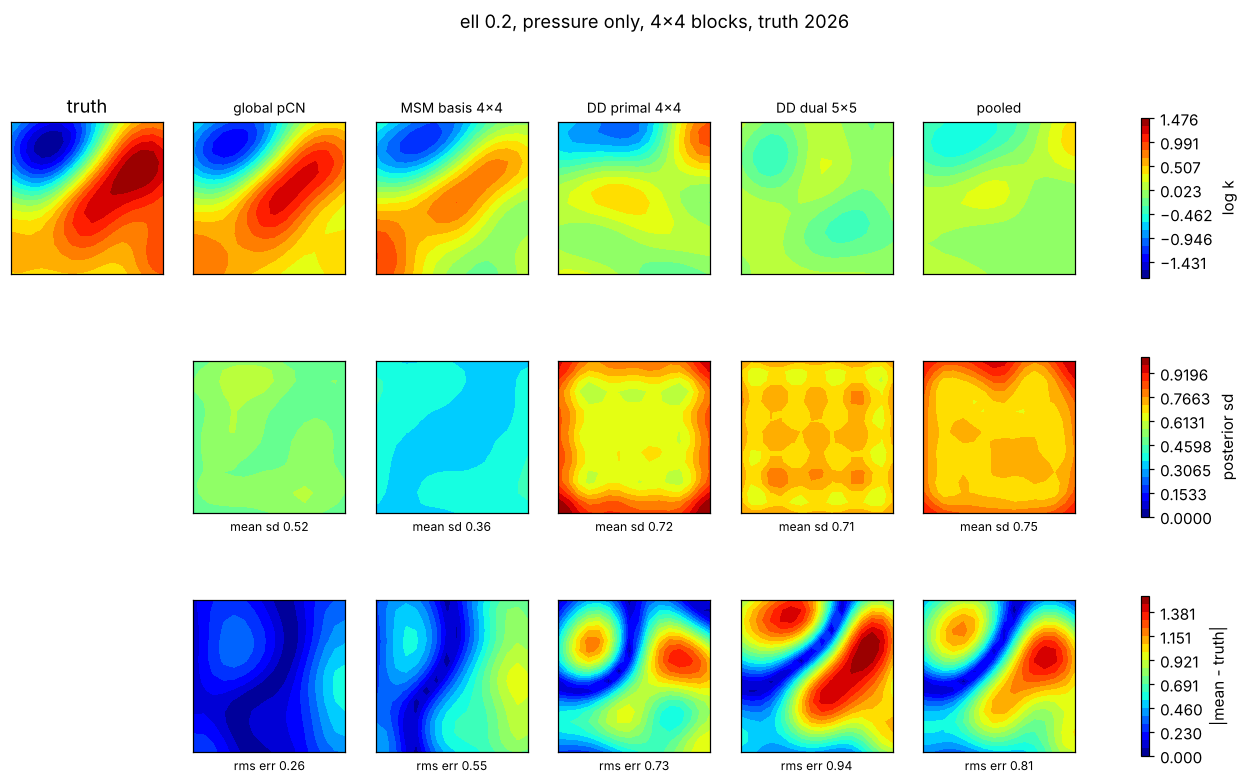 ell 0.2, pressure only, 4×4 blocks, truth 2026
truth
global pCN
MSM basis 4×4
DD primal 4×4
DD dual 5×5
pooled
1.476
0.991
0.507
0.023
−0.462
−0.946
−1.431
log k
0.9196
0.7663
0.6131
0.4598
0.3065
0.1533
0.0000
posterior sd
mean sd 0.52
mean sd 0.36
mean sd 0.72
mean sd 0.71
mean sd 0.75
1.381
1.151
0.921
0.691
0.460
0.230
0.000
|mean - truth|
rms err 0.26
rms err 0.55
rms err 0.73
rms err 0.94
rms err 0.81